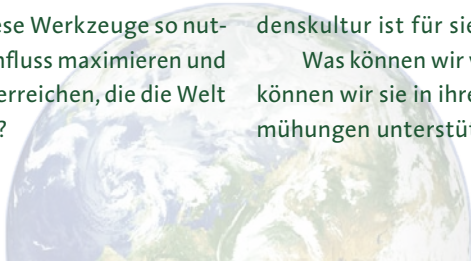 ese Werkzeuge so nut-
nfluss maximieren und
erreichen, die die Welt
?
denskultur ist für sie
Was können wir v
können wir sie in ihre
mühungen unterstüt